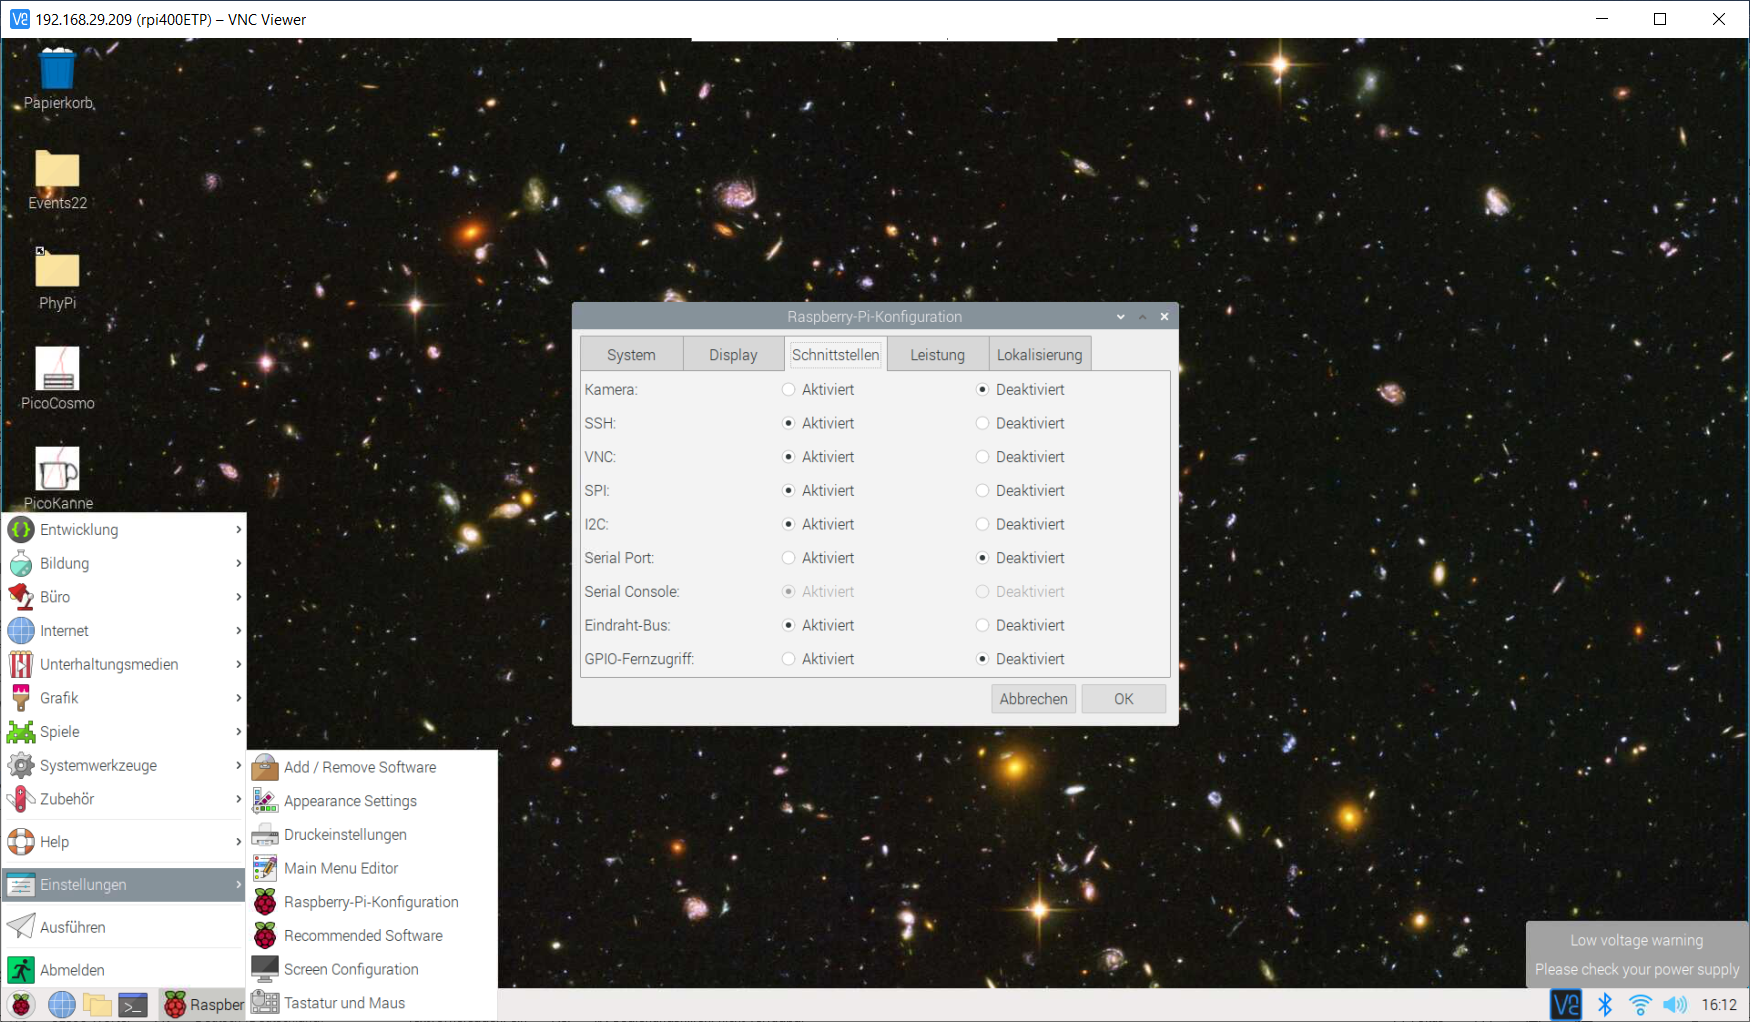 192.168.29.209 (rpi400ETP) – VNC Viewer
Papierkorb
Events22
PhyPi
PicoCosmo
PicoKanne
Raspberry-Pi-Konfiguration
System Display Schnittstellen Leistung Lokalisierung
Kamera: Aktiviert Deaktiviert
SSH: Aktiviert Deaktiviert
VNC: Aktiviert Deaktiviert
SPI: Aktiviert Deaktiviert
I2C: Aktiviert Deaktiviert
Serial Port: Aktiviert Deaktiviert
Serial Console: Aktiviert Deaktiviert
Eindraht-Bus: Aktiviert Deaktiviert
GPIO-Fernzugriff: Aktiviert Deaktiviert
Abbrechen OK
Entwicklung
Bildung
Büro
Internet
Unterhaltungsmedien
Grafik
Spiele
Systemwerkzeuge
Zubehör
Help
Einstellungen
Ausführen
Abmelden
Add / Remove Software
Appearance Settings
Druckeinstellungen
Main Menu Editor
Raspberry-Pi-Konfiguration
Recommended Software
Screen Configuration
Tastatur und Maus
Low voltage warning
Please check your power supply
Raspber
16:12